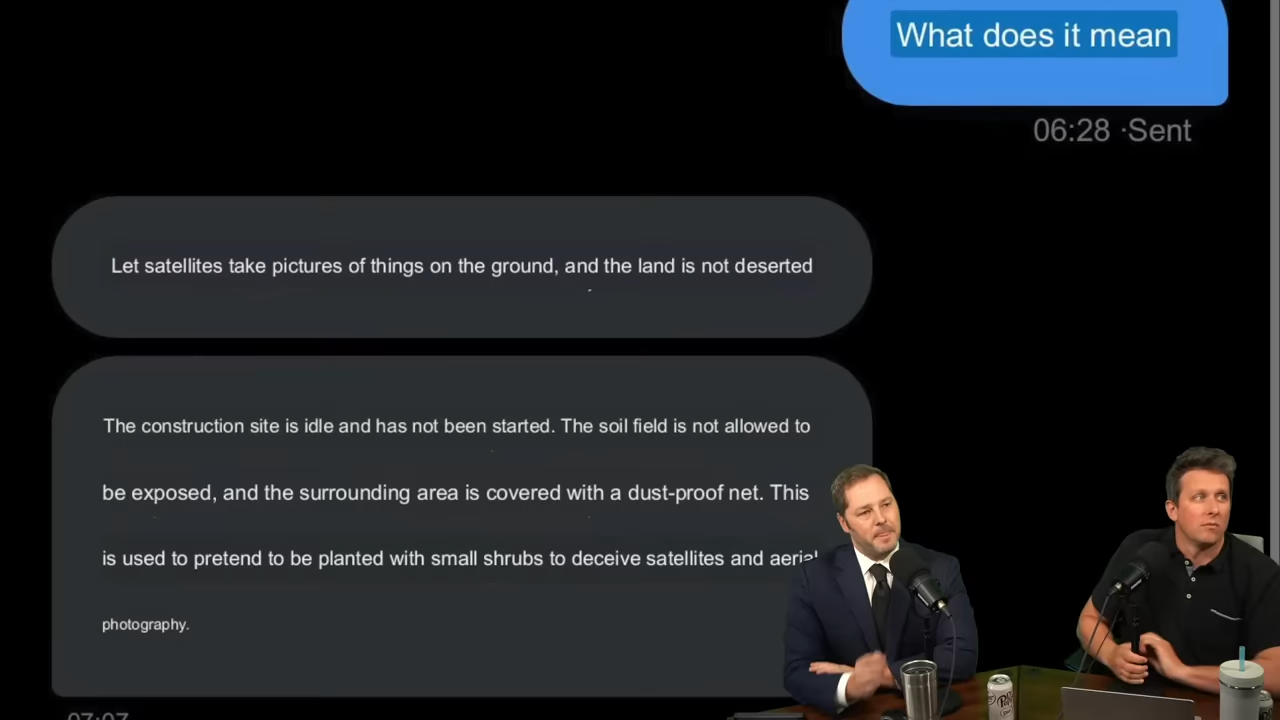 What does it mean
06:28 ·Sent
Let satellites take pictures of things on the ground, and the land is not deserted
The construction site is idle and has not been started. The soil field is not allowed to
be exposed, and the surrounding area is covered with a dust-proof net. This
is used to pretend to be planted with small shrubs to deceive satellites and aerial
photography.